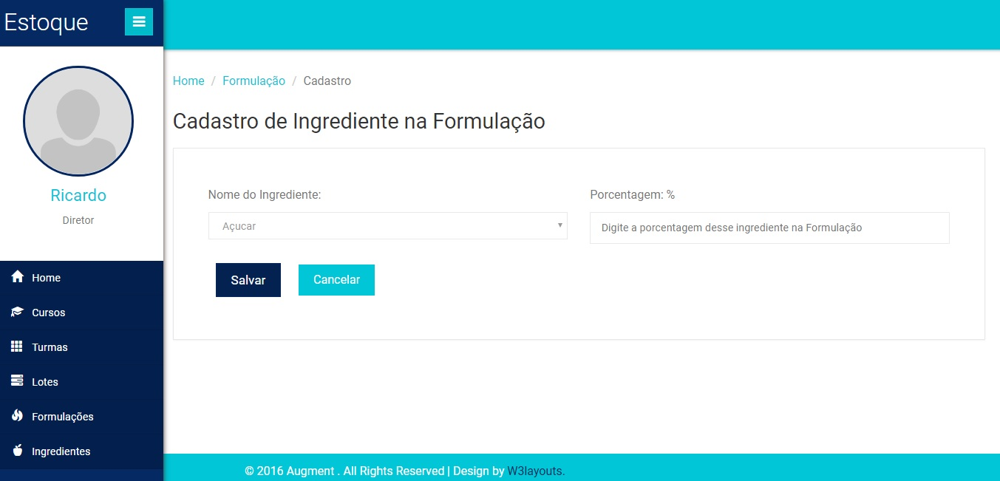 Estoque
Ricardo
Diretor
Home
Cursos
Turmas
Lotes
Formulações
Ingredientes
Home / Formulação / Cadastro
Cadastro de Ingrediente na Formulação
Nome do Ingrediente:
Açucar
Porcentagem: %
Digite a porcentagem desse ingrediente na Formulação
Salvar
Cancelar
© 2016 Augment . All Rights Reserved | Design by W3layouts.